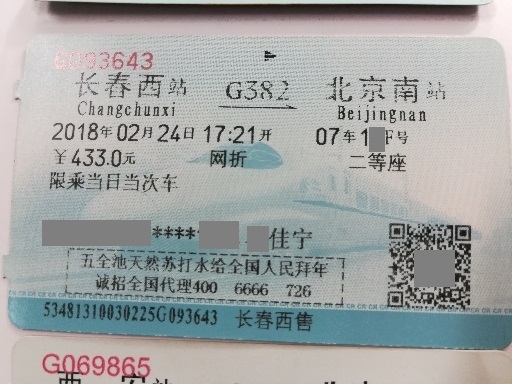 G093643
长春西站 G382 北京南站
Changchunxi Beijingnan
2018年02月24日 17:21开 07车1 F号
¥433.0元 网折 二等座
限乘当日当次车
**** 佳宁
五全池天然苏打水给全国人民拜年
诚招全国代理400 6666 726
53481310030225G093643 长春西售
G069865